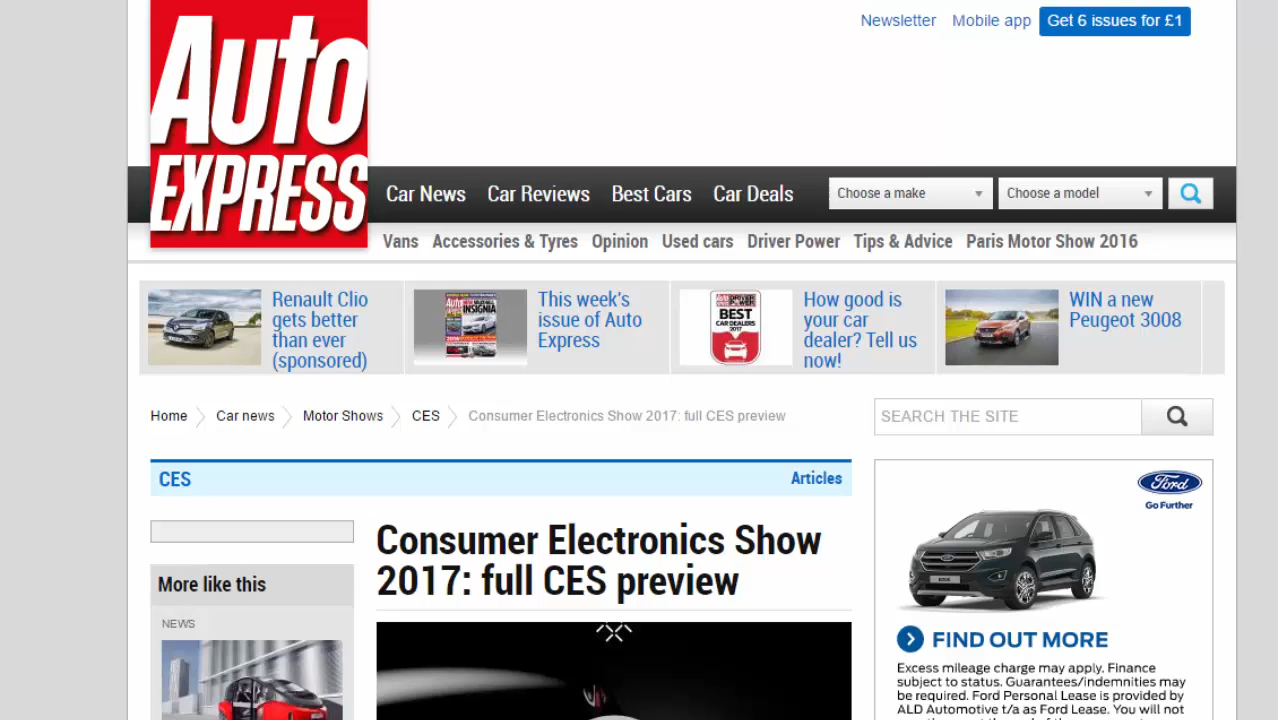 Newsletter Mobile app Get 6 issues for £1
Auto
EXPRESS
Car News Car Reviews Best Cars Car Deals Choose a make Choose a model
Vans Accessories & Tyres Opinion Used cars Driver Power Tips & Advice Paris Motor Show 2016
Renault Clio
gets better
than ever
(sponsored)
Auto
INSIGNIA
This week's
issue of Auto
Express
BEST
CAR DEALERS
2017
How good is
your car
dealer? Tell us
now!
WIN a new
Peugeot 3008
Home Car news Motor Shows CES Consumer Electronics Show 2017: full CES preview
SEARCH THE SITE
CES Articles
Ford
Go Further
Consumer Electronics Show
2017: full CES preview
More like this
NEWS
FIND OUT MORE
Excess mileage charge may apply. Finance
subject to status. Guarantees/indemnities may
be required. Ford Personal Lease is provided by
ALD Automotive t/a as Ford Lease. You will not